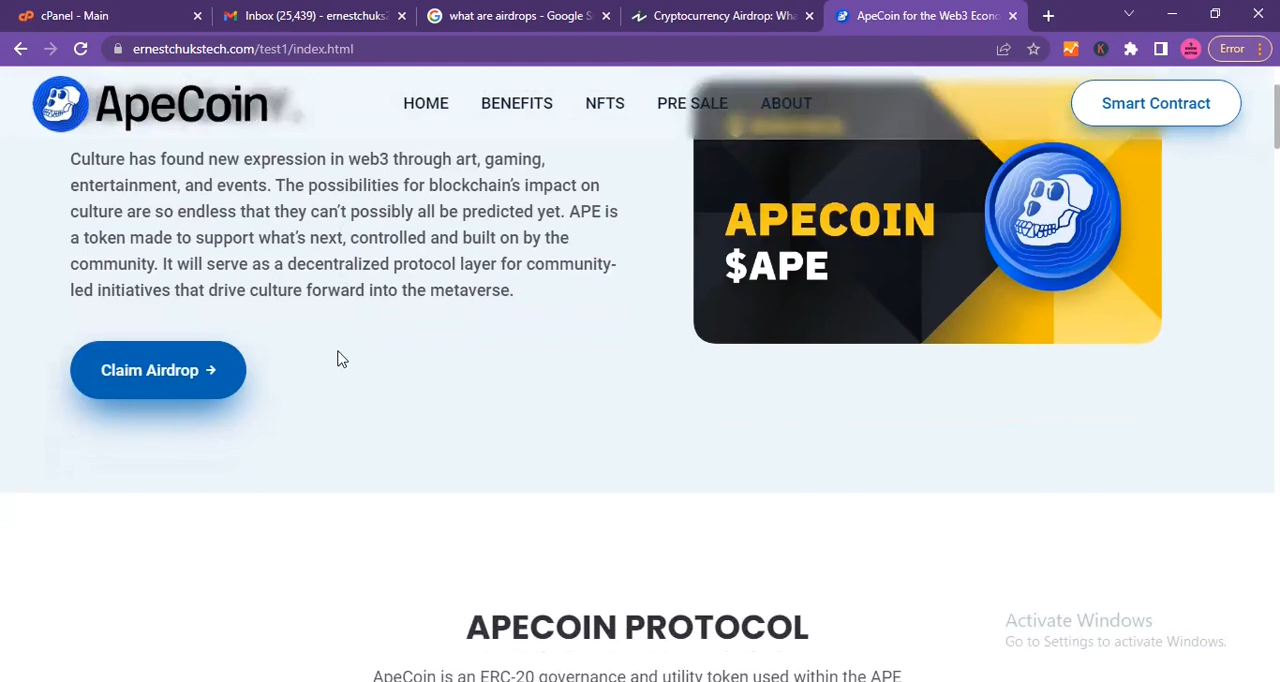 cPanel - Main
Inbox (25,439) - ernestchuks
what are airdrops - Google S
Cryptocurrency Airdrop: Wha
ApeCoin for the Web3 Econo
ernestchukstech.com/test1/index.html
K
Error
ApeCoin
HOME
BENEFITS
NFTS
PRE SALE
ABOUT
Smart Contract
Culture has found new expression in web3 through art, gaming,
entertainment, and events. The possibilities for blockchain’s impact on
culture are so endless that they can’t possibly all be predicted yet. APE is
a token made to support what’s next, controlled and built on by the
community. It will serve as a decentralized protocol layer for community-
led initiatives that drive culture forward into the metaverse.
APECOIN
$APE
Claim Airdrop →
APECOIN PROTOCOL
ApeCoin is an ERC-20 governance and utility token used within the APE
Activate Windows
Go to Settings to activate Windows.